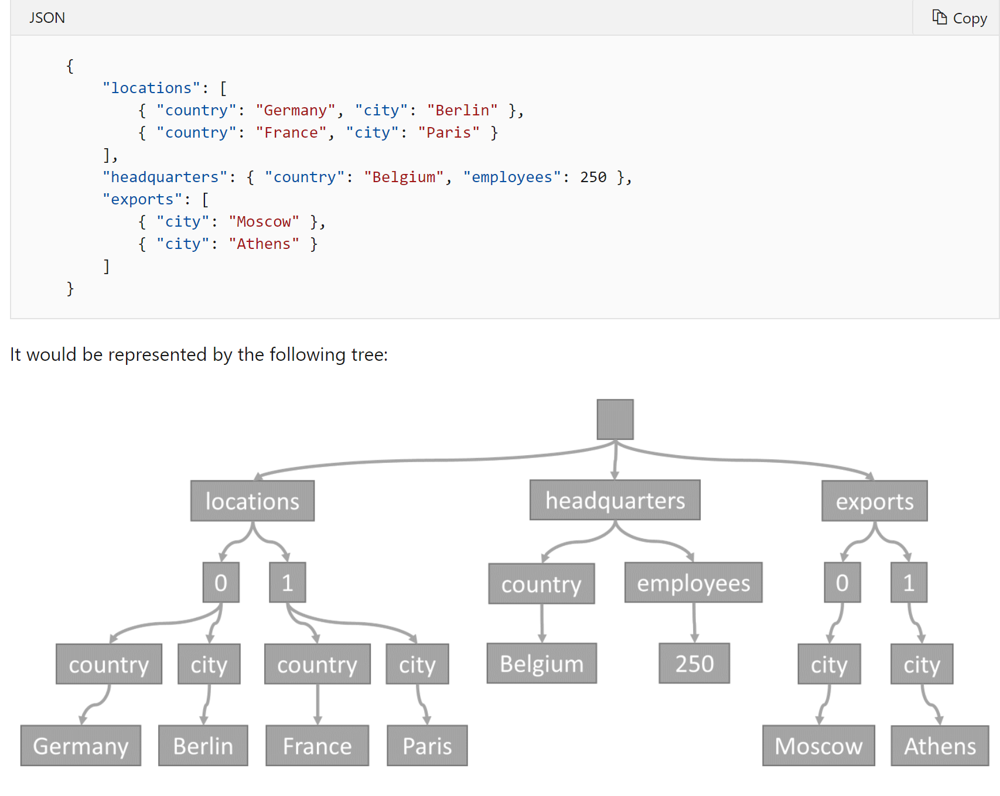 JSON
Copy
{
"locations": [
{ "country": "Germany", "city": "Berlin" },
{ "country": "France", "city": "Paris" }
],
"headquarters": { "country": "Belgium", "employees": 250 },
"exports": [
{ "city": "Moscow" },
{ "city": "Athens" }
]
}
It would be represented by the following tree:
locations headquarters exports
0 1 country employees 0 1
country city country city Belgium 250 city city
Germany Berlin France Paris Moscow Athens